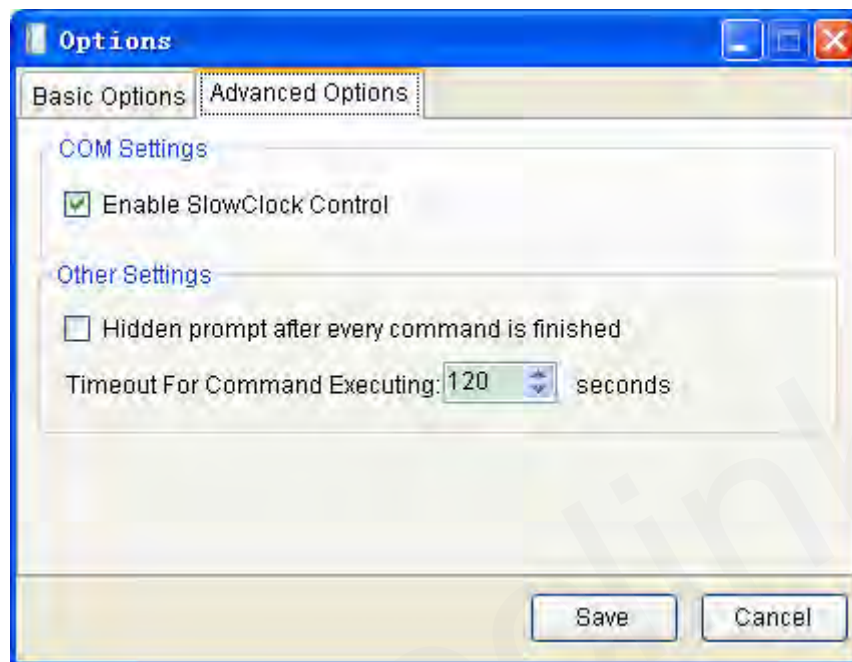 Options
Basic Options Advanced Options
COM Settings
Enable SlowClock Control
Other Settings
Hidden prompt after every command is finished
Timeout For Command Executing: 120 seconds
Save Cancel